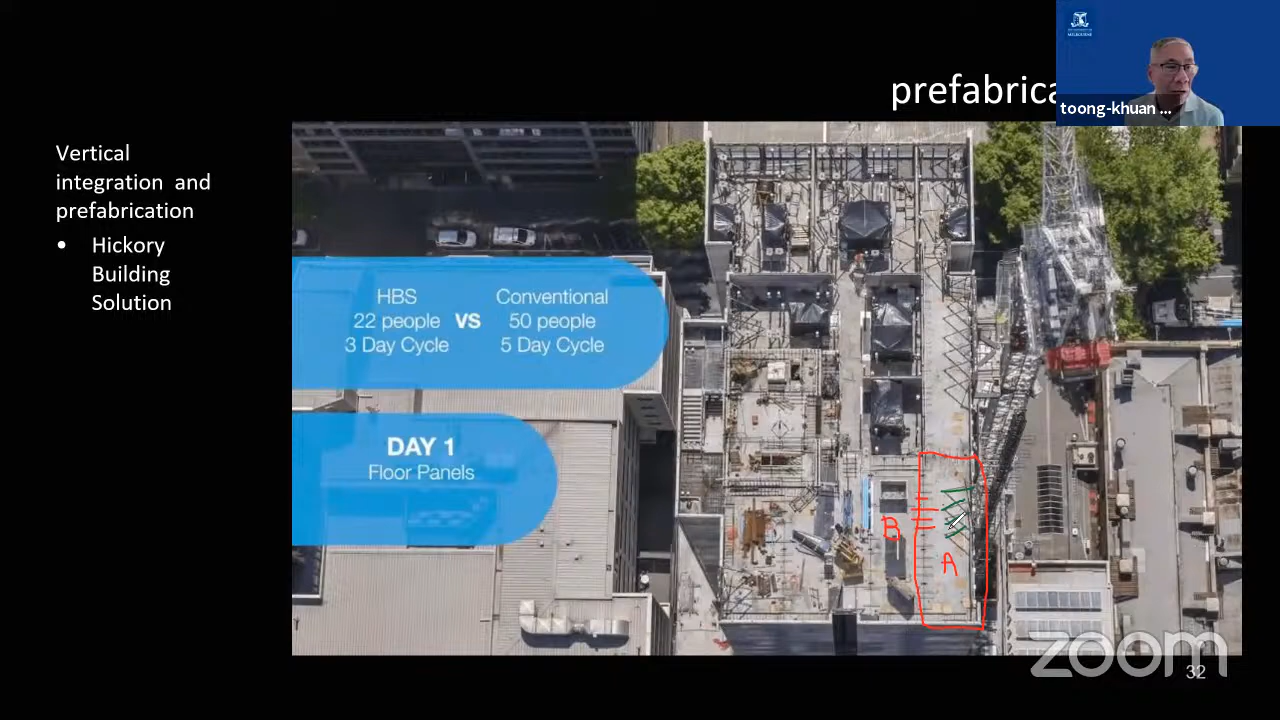 prefabrica
toong-khuan ...
Vertical
integration and
prefabrication
• Hickory
Building
Solution
HBS
22 people
3 Day Cycle
VS
Conventional
50 people
5 Day Cycle
DAY 1
Floor Panels
B
A
zoom
32